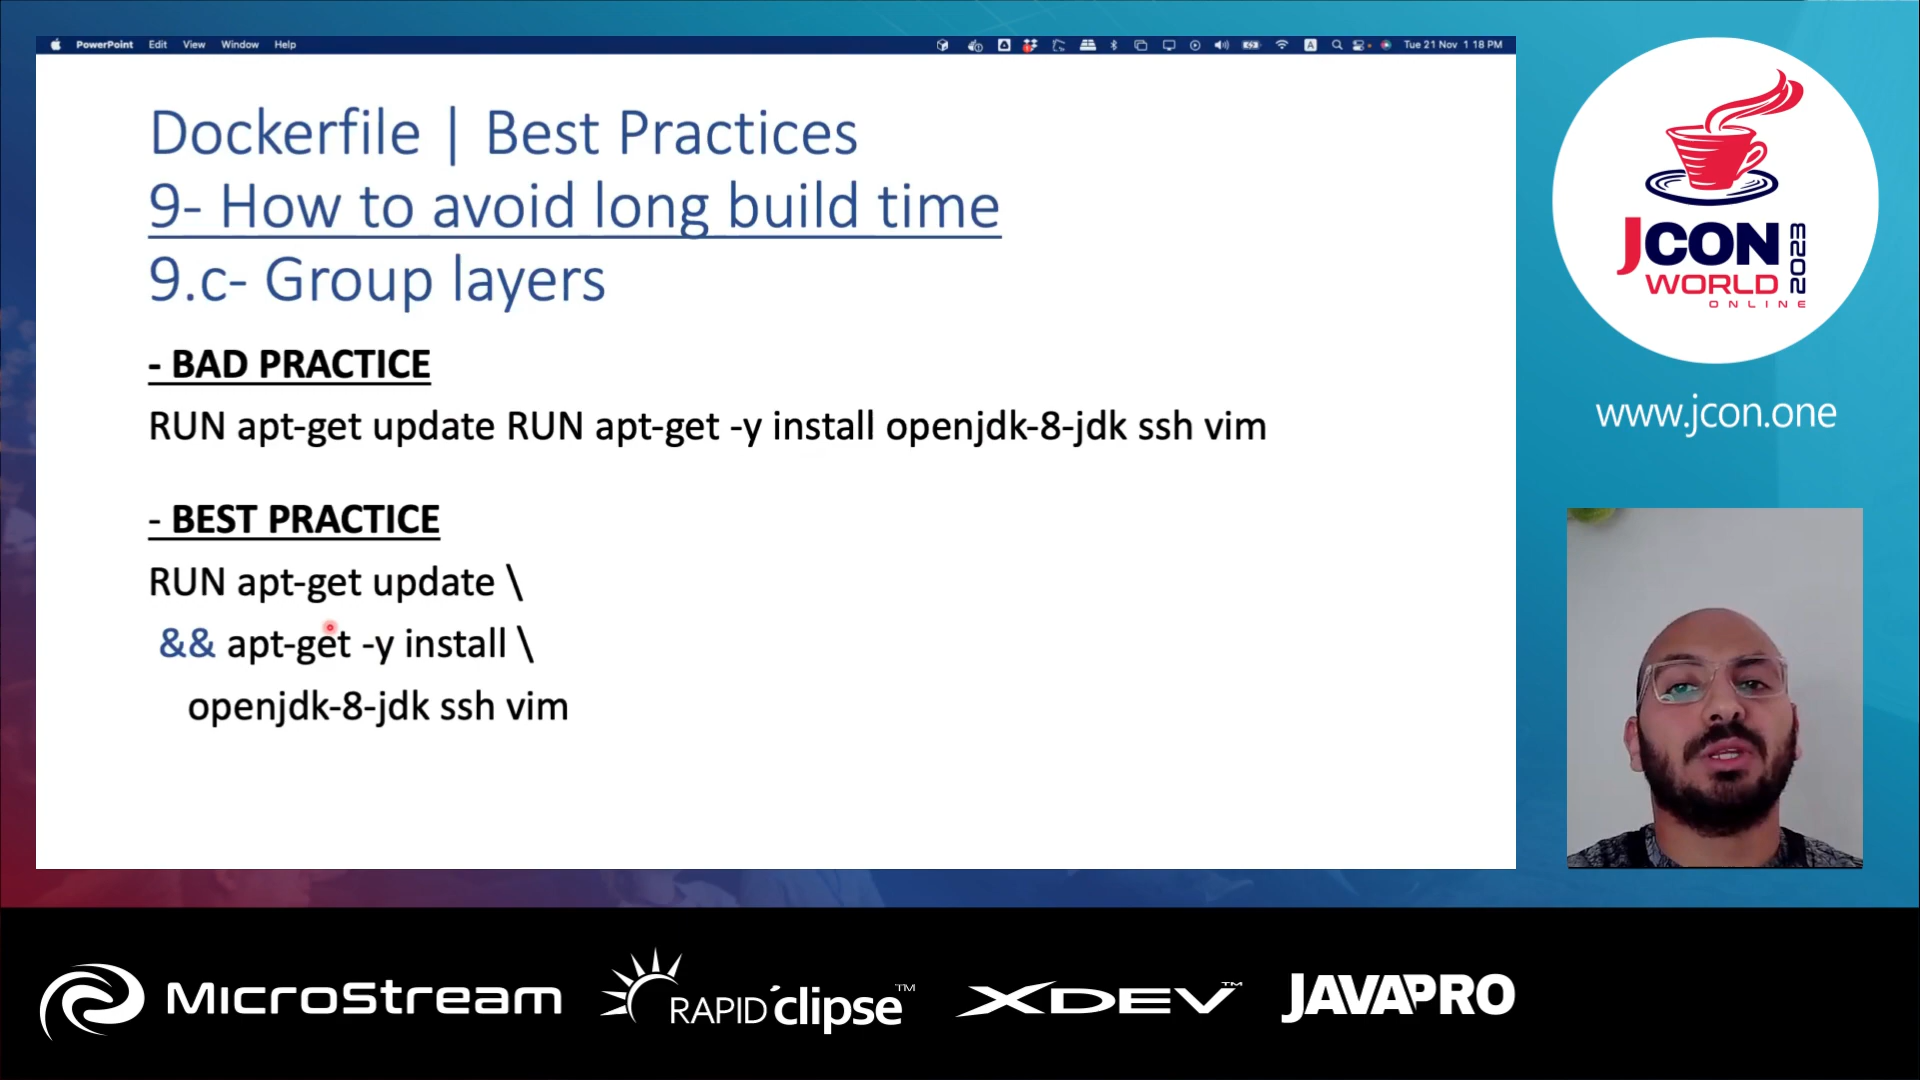 PowerPoint Edit View Window Help
A
Tue 21 Nov 1 18 PM
Dockerfile | Best Practices
9- How to avoid long build time
9.c- Group layers
- BAD PRACTICE
RUN apt-get update RUN apt-get -y install openjdk-8-jdk ssh vim
- BEST PRACTICE
RUN apt-get update \
&& apt-get -y install \
openjdk-8-jdk ssh vim
JCON
WORLD
ONLINE
2023
www.jcon.one
MICROSTREAM
RAPID'clipse™
XDEV™
JAVAPRO